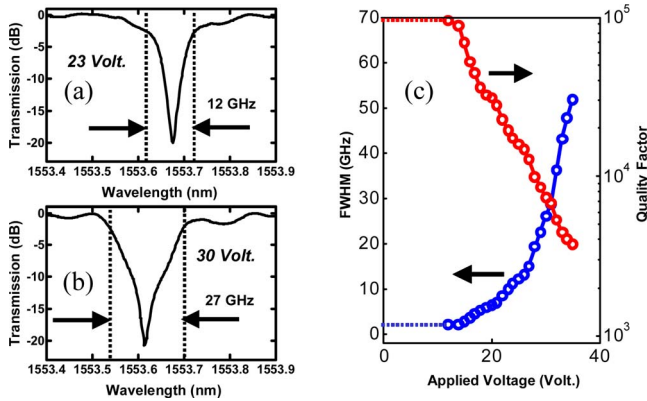 Transmission (dB)
0
-5
-10
-15
-20
23 Volt.
(a)
12 GHz
1553.4 1553.5 1553.6 1553.7 1553.8 1553.9
Wavelength (nm)
Transmission (dB)
0
-5
-10
-15
-20
30 Volt.
(b)
27 GHz
1553.4 1553.5 1553.6 1553.7 1553.8 1553.9
Wavelength (nm)
FWHM (GHz)
70
60
50
40
30
20
10
0
(c)
10^5
10^4
10^3
Quality Factor
0 20 40
Applied Voltage (Volt.)